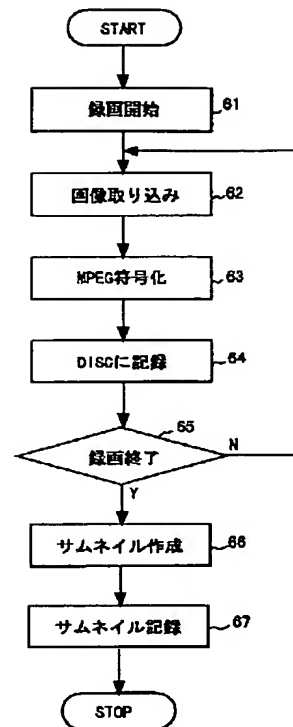 START
録画開始
61
画像取り込み
62
MPEG符号化
63
DISCに記録
64
65
録画終了
N
Y
サムネイル作成
66
サムネイル記録
67
STOP